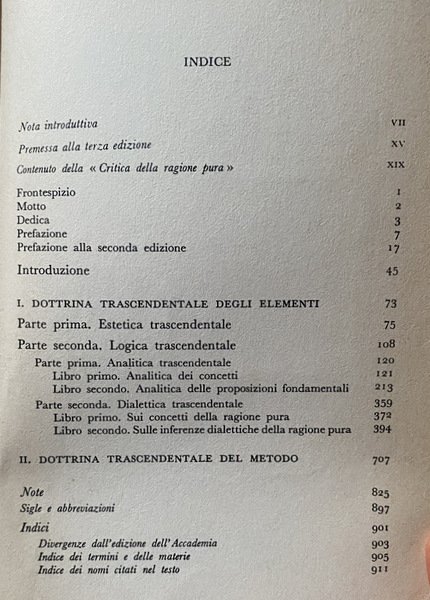 INDICE
Nota introduttiva VII
Premessa alla terza edizione XV
Contenuto della « Critica della ragione pura » XIX
Frontespizio 1
Motto 2
Dedica 3
Prefazione 7
Prefazione alla seconda edizione 17
Introduzione 45
I. DOTTRINA TRASCENDENTALE DEGLI ELEMENTI 73
Parte prima. Estetica trascendentale 75
Parte seconda. Logica trascendentale 108
Parte prima. Analitica trascendentale 120
Libro primo. Analitica dei concetti 121
Libro secondo. Analitica delle proposizioni fondamentali 213
Parte seconda. Dialettica trascendentale 359
Libro primo. Sui concetti della ragione pura 372
Libro secondo. Sulle inferenze dialettiche della ragione pura 394
II. DOTTRINA TRASCENDENTALE DEL METODO 707
Note 825
Sigle e abbreviazioni 897
Indici 901
Divergenze dall'edizione dell'Accademia 903
Indice dei termini e delle materie 905
Indice dei nomi citati nel testo 911